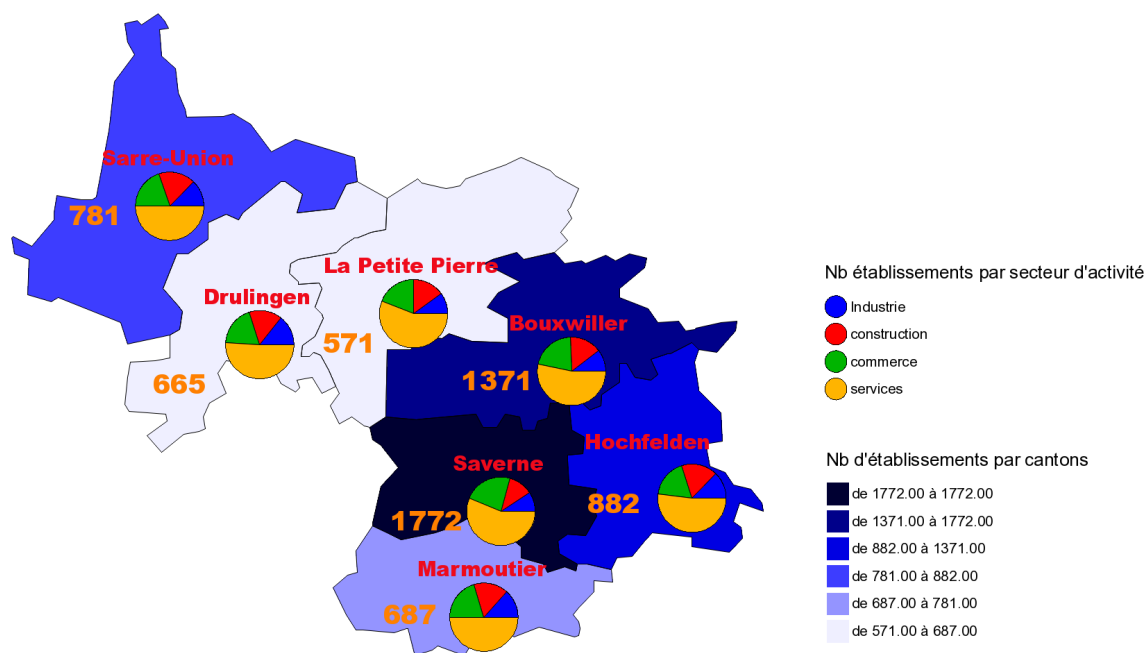 Sarre-Union
781
La Petite Pierre
Drulingen
571
665
Bouxwiller
1371
Hochfelden
Saverne
882
1772
Marmoutier
687
Nb établissements par secteur d'activité
Industrie
construction
commerce
services
Nb d'établissements par cantons
de 1772.00 à 1772.00
de 1371.00 à 1772.00
de 882.00 à 1371.00
de 781.00 à 882.00
de 687.00 à 781.00
de 571.00 à 687.00